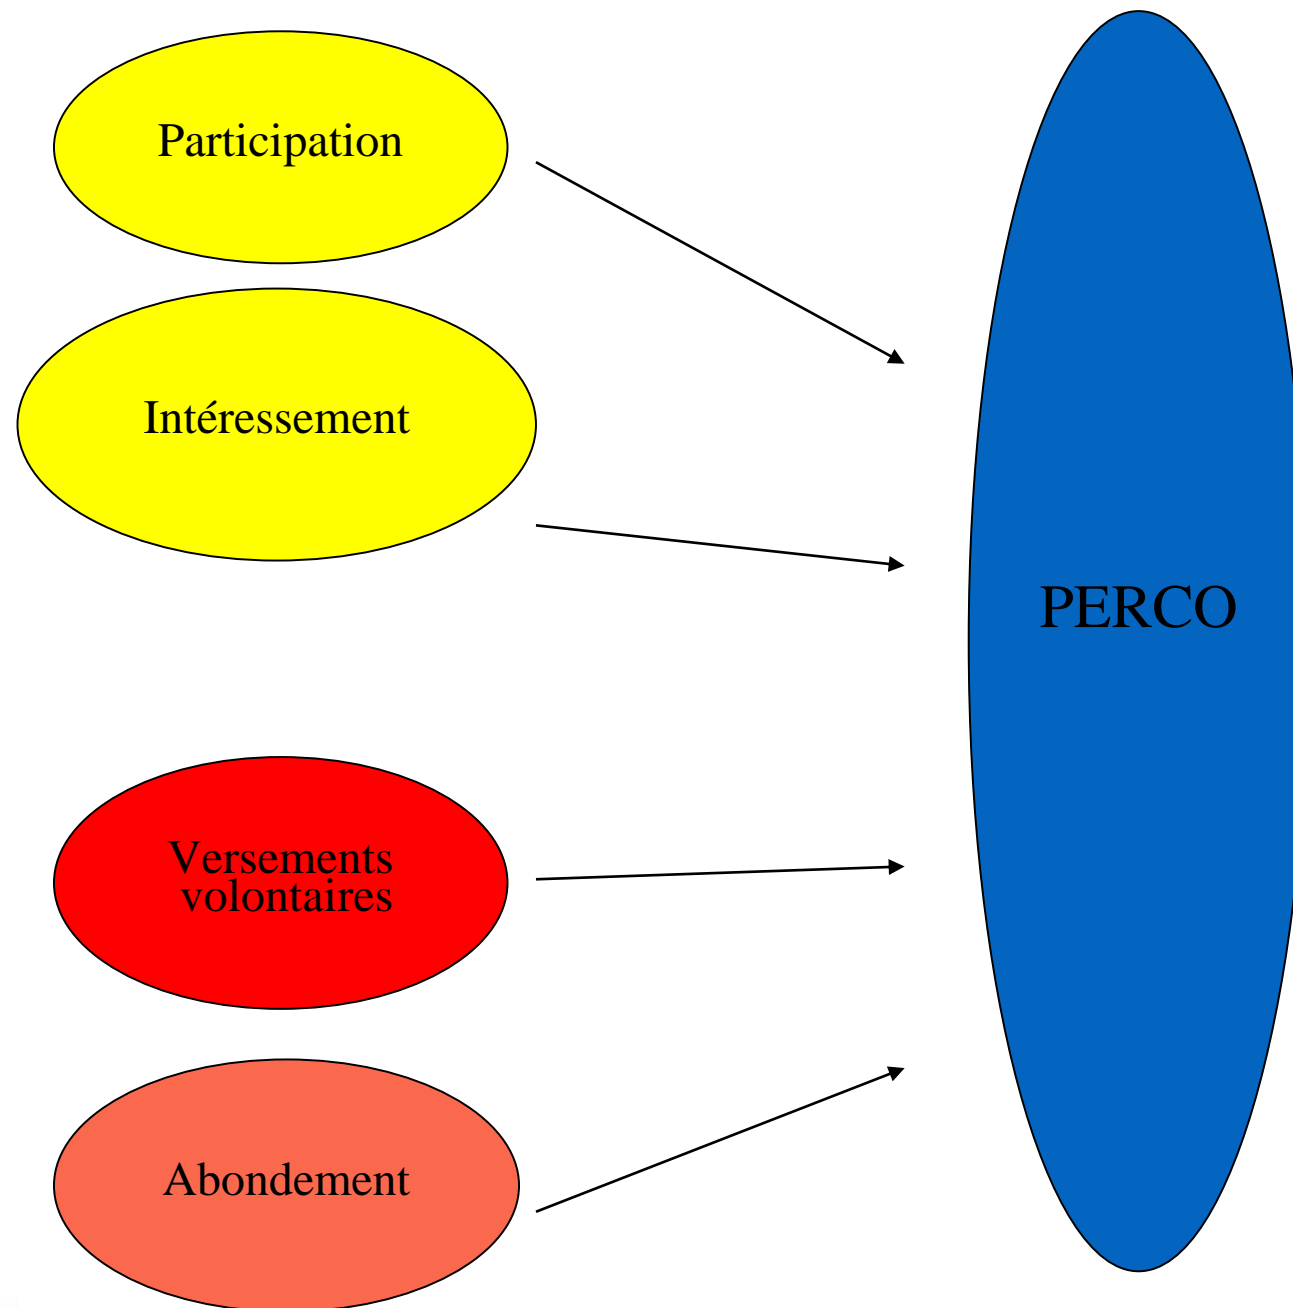 Participation
Intéressement
PERCO
Versements
volontaires
Abondement